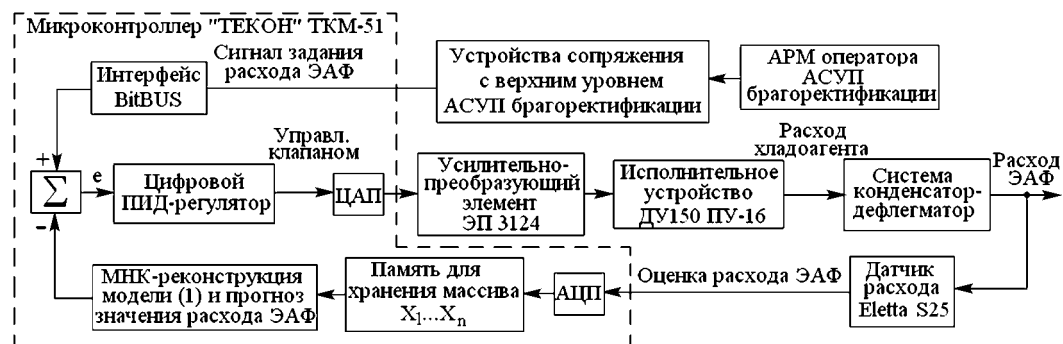 Микроконтроллер "ТЕКОН" ТКМ-51
Интерфейс
BitBUS
Сигнал задания
расхода ЭАФ
Устройства сопряжения
с верхним уровнем
АСУП брагоректификации
АРМ оператора
АСУП
брагоректификации
+
Σ
-
e
Цифровой
ПИД-регулятор
Управл.
клапаном
ЦАП
Усилительно-
преобразующий
элемент
ЭП 3124
Исполнительное
устройство
ДУ150 ПУ-16
Расход
хладоагента
Система
конденсатор-
дефлегматор
Расход
ЭАФ
МНК-реконструкция
модели (1) и прогноз
значения расхода ЭАФ
Память для
хранения массива
X1...Xn
АЦП
Оценка расхода ЭАФ
Датчик
расхода
Eletta S25